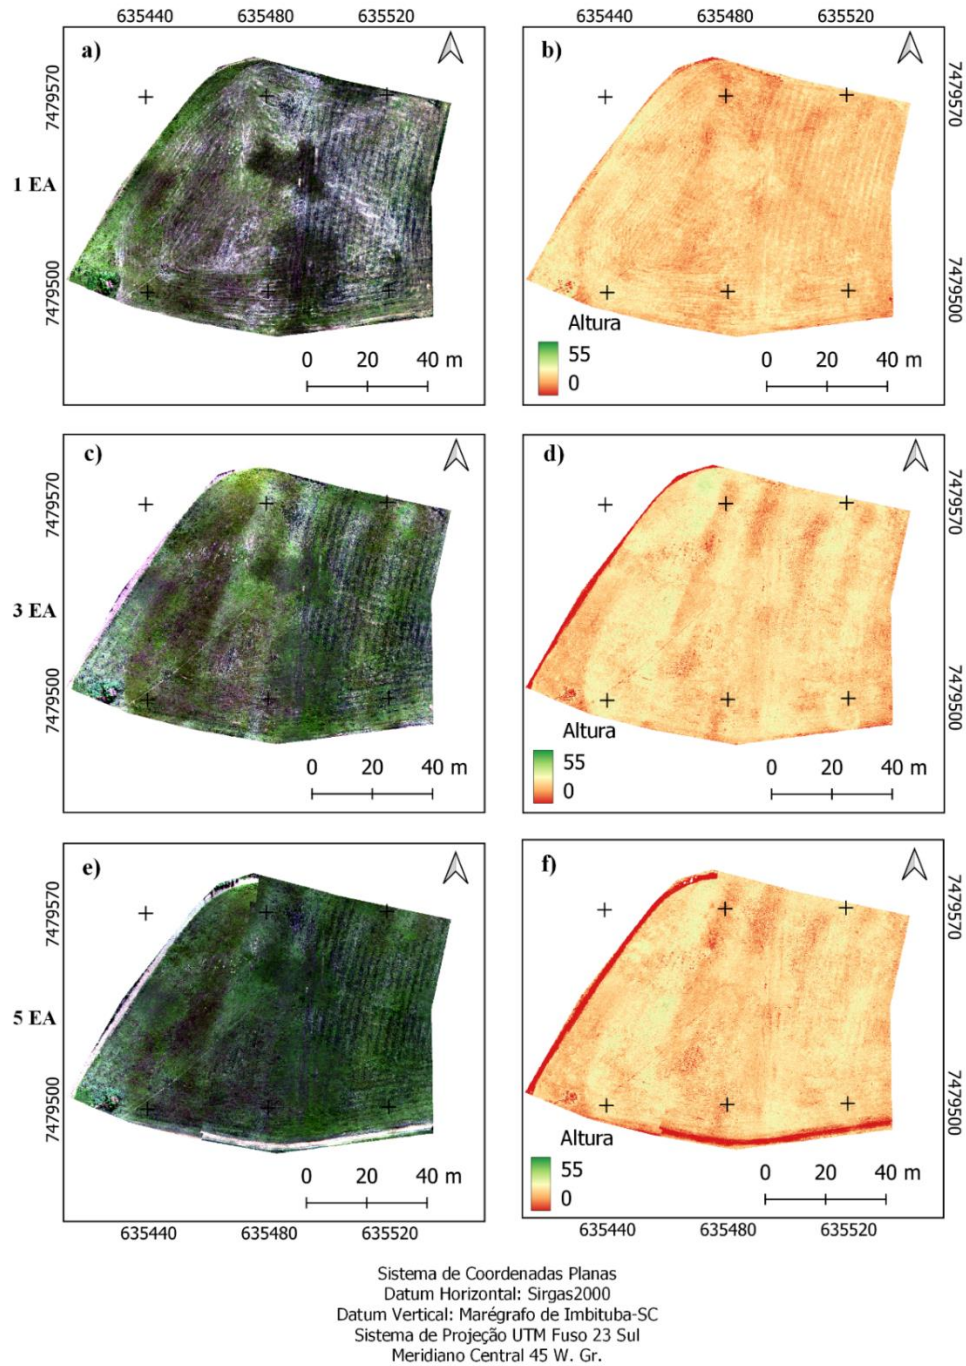 635440 635480 635520
635440 635480 635520
a)
b)
7479570
7479570
1 EA
7479500
7479500
0 20 40 m
Altura
55
0
0 20 40 m
c)
d)
7479570
7479570
3 EA
7479500
7479500
0 20 40 m
Altura
55
0
0 20 40 m
e)
f)
7479570
7479570
5 EA
7479500
7479500
0 20 40 m
Altura
55
0
0 20 40 m
635440 635480 635520
635440 635480 635520
Sistema de Coordenadas Planas
Datum Horizontal: Sirgas2000
Datum Vertical: Marégrafo de Imbituba-SC
Sistema de Projeção UTM Fuso 23 Sul
Meridiano Central 45 W. Gr.